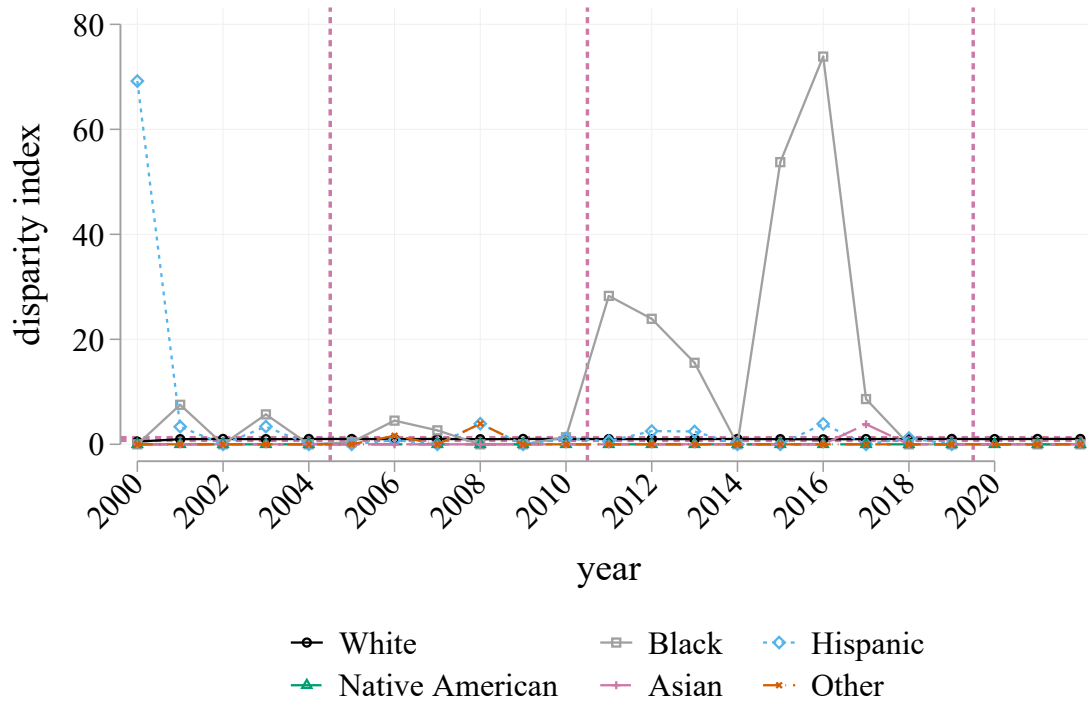 80
60
40
20
0
disparity index
2000 2002 2004 2006 2008 2010 2012 2014 2016 2018 2020
year
White Black Hispanic
Native American Asian Other